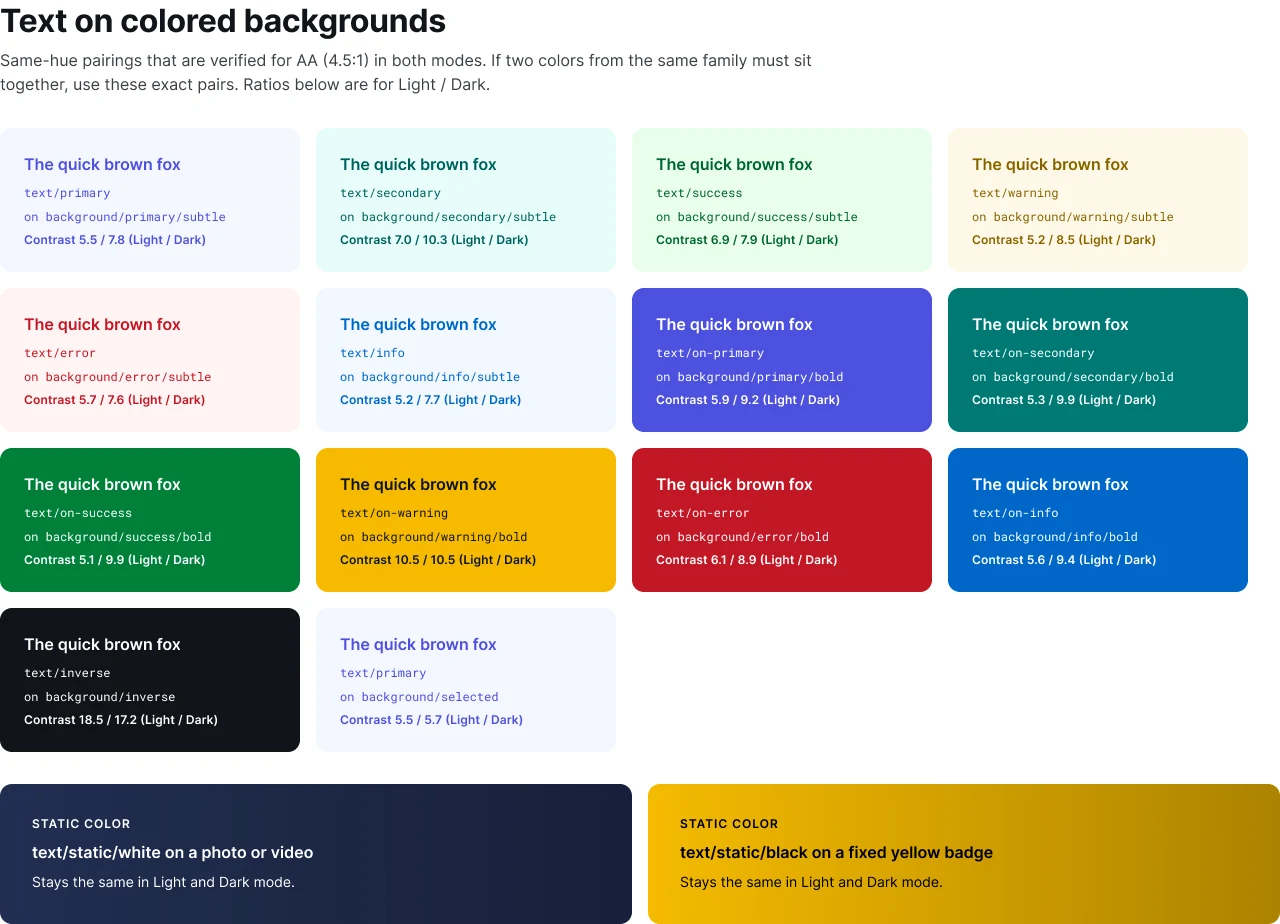 Text on colored backgrounds
Same-hue pairings that are verified for AA (4.5:1) in both modes. If two colors from the same family must sit
together, use these exact pairs. Ratios below are for Light / Dark.
The quick brown fox
text/primary
on background/primary/subtle
Contrast 5.5 / 7.8 (Light / Dark)
The quick brown fox
text/secondary
on background/secondary/subtle
Contrast 7.0 / 10.3 (Light / Dark)
The quick brown fox
text/success
on background/success/subtle
Contrast 6.9 / 7.9 (Light / Dark)
The quick brown fox
text/warning
on background/warning/subtle
Contrast 5.2 / 8.5 (Light / Dark)
The quick brown fox
text/error
on background/error/subtle
Contrast 5.7 / 7.6 (Light / Dark)
The quick brown fox
text/info
on background/info/subtle
Contrast 5.2 / 7.7 (Light / Dark)
The quick brown fox
text/on-primary
on background/primary/bold
Contrast 5.9 / 9.2 (Light / Dark)
The quick brown fox
text/on-secondary
on background/secondary/bold
Contrast 5.3 / 9.9 (Light / Dark)
The quick brown fox
text/on-success
on background/success/bold
Contrast 5.1 / 9.9 (Light / Dark)
The quick brown fox
text/on-warning
on background/warning/bold
Contrast 10.5 / 10.5 (Light / Dark)
The quick brown fox
text/on-error
on background/error/bold
Contrast 6.1 / 8.9 (Light / Dark)
The quick brown fox
text/on-info
on background/info/bold
Contrast 5.6 / 9.4 (Light / Dark)
The quick brown fox
text/inverse
on background/inverse
Contrast 18.5 / 17.2 (Light / Dark)
The quick brown fox
text/primary
on background/selected
Contrast 5.5 / 5.7 (Light / Dark)
STATIC COLOR
text/static/white on a photo or video
Stays the same in Light and Dark mode.
STATIC COLOR
text/static/black on a fixed yellow badge
Stays the same in Light and Dark mode.